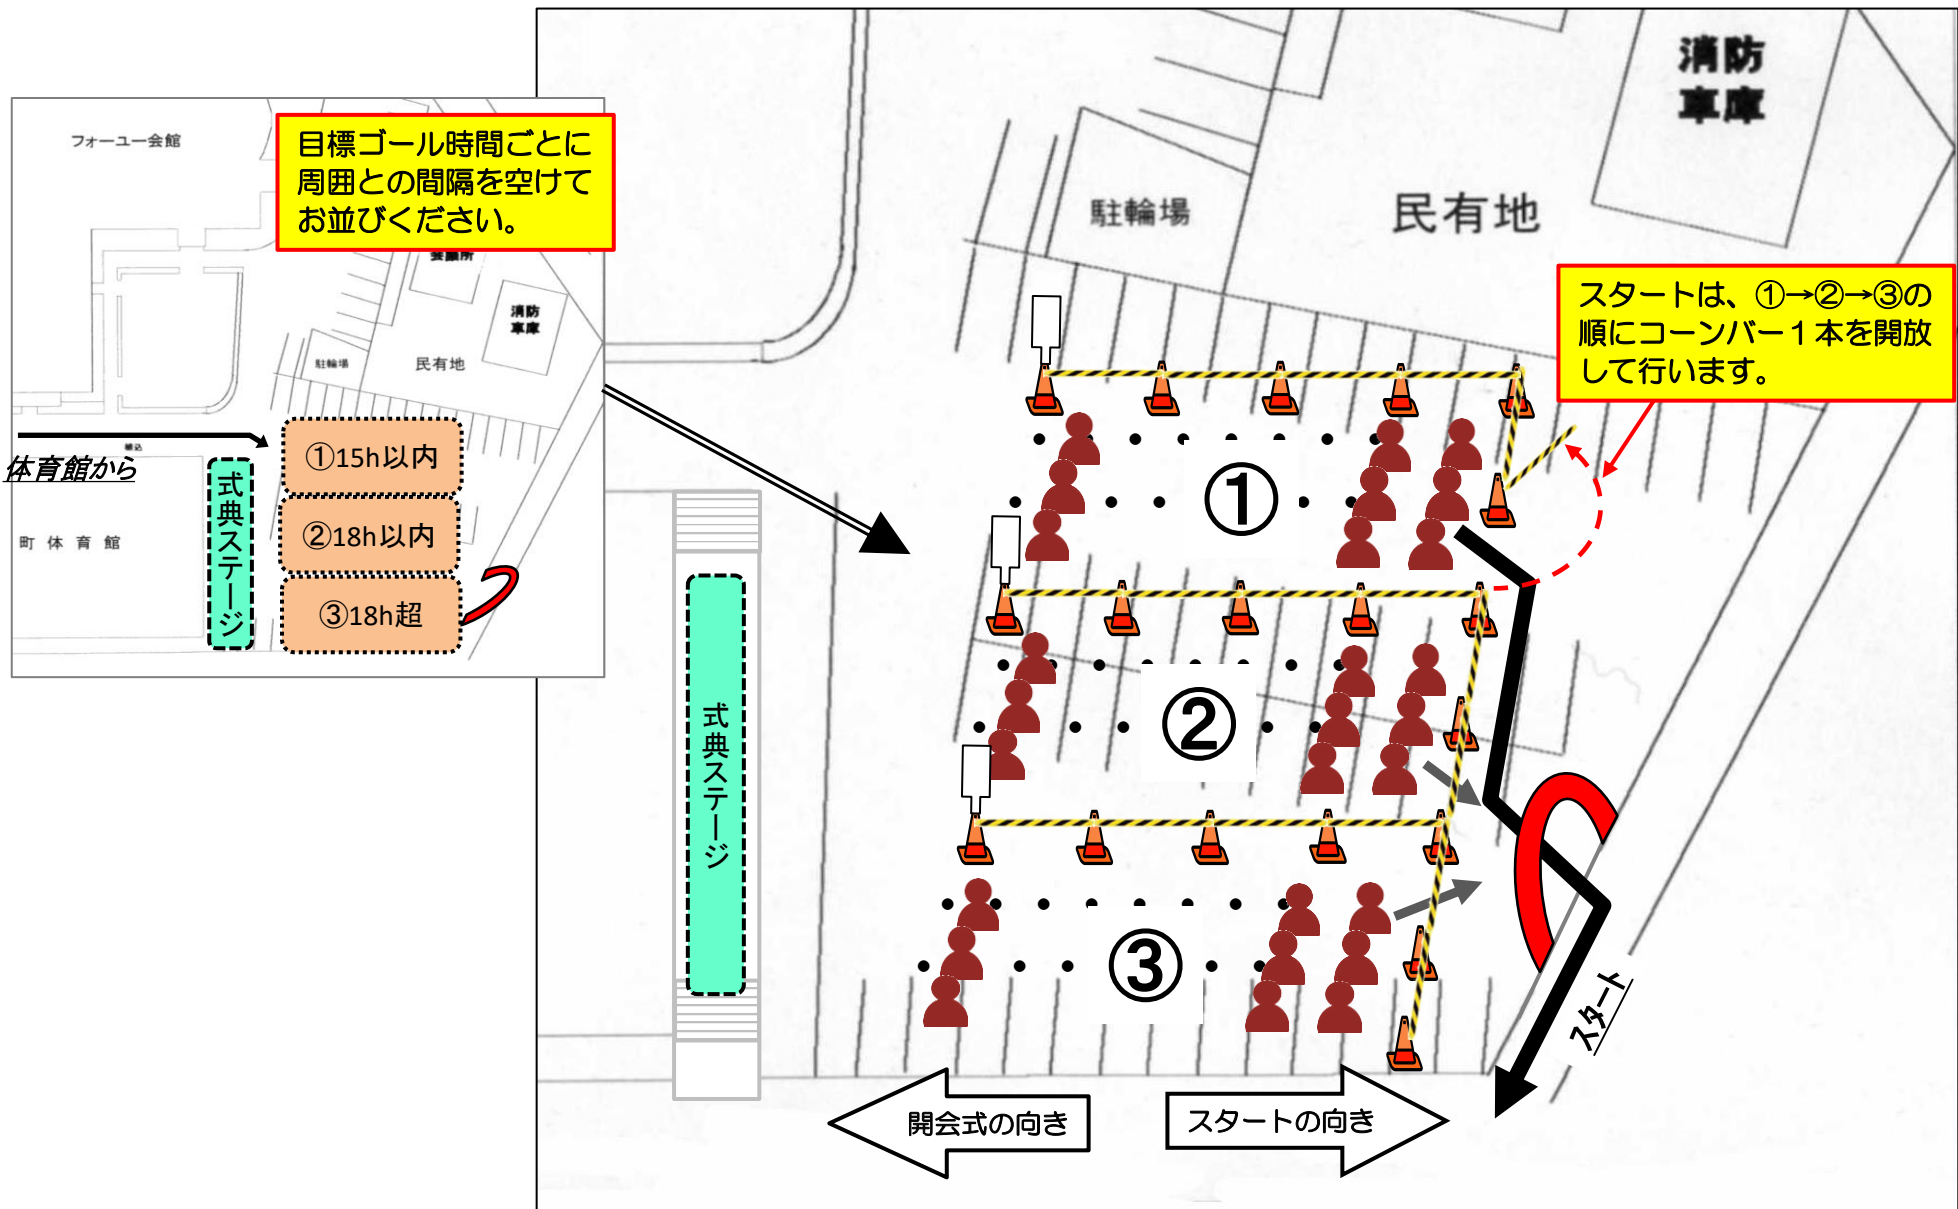 フォーユー会館
目標ゴール時間ごとに
周囲との間隔を空けて
お並びください。
消防
車庫
駐輪場
民有地
体育館から
町体育館
式典ステージ
①15h以内
②18h以内
③18h超
消防
車庫
駐輪場
民有地
スタートは、①→②→③の
順にコーンバー１本を開放
して行います。
①
②
③
式典ステージ
スタート
開会式の向き
スタートの向き